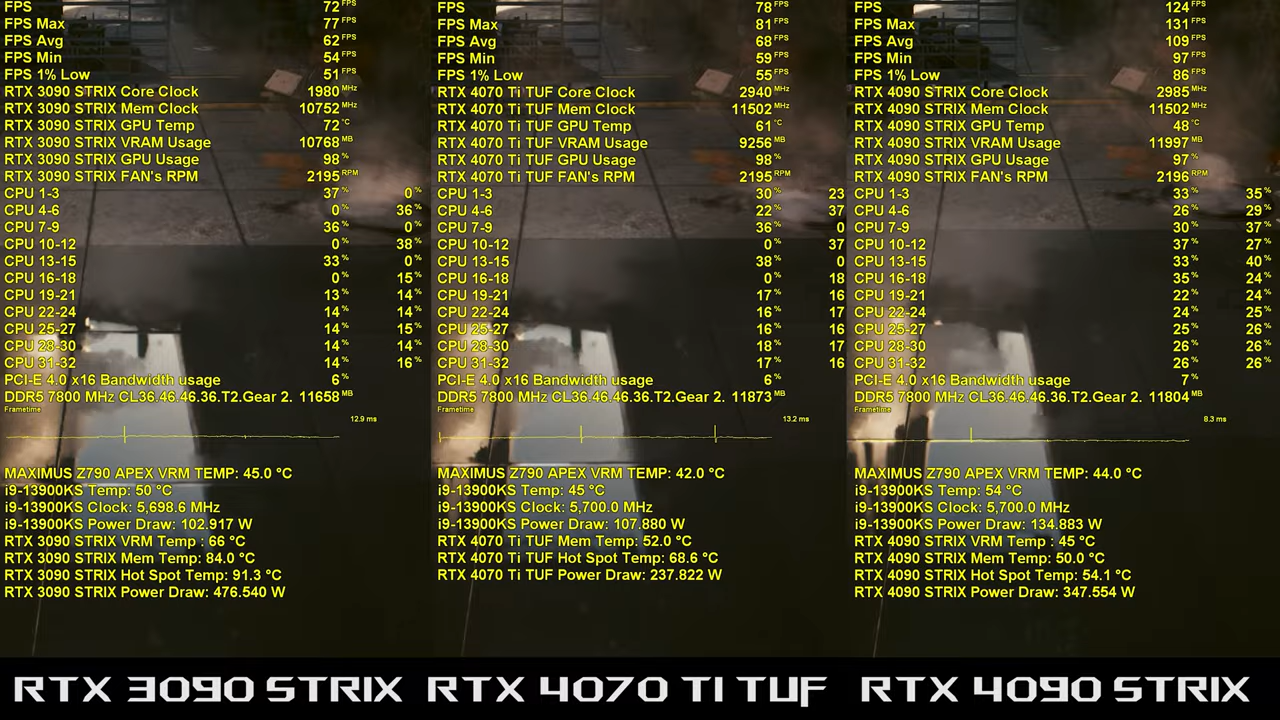 FPS 72 FPS
FPS Max 77 FPS
FPS Avg 62 FPS
FPS Min 54 FPS
FPS 1% Low 51 FPS
RTX 3090 STRIX Core Clock 1980 MHz
RTX 3090 STRIX Mem Clock 10752 MHz
RTX 3090 STRIX GPU Temp 72 °C
RTX 3090 STRIX VRAM Usage 10768 MB
RTX 3090 STRIX GPU Usage 98 %
RTX 3090 STRIX FAN's RPM 2195 RPM
CPU 1-3 37 % 0 %
CPU 4-6 0 % 36 %
CPU 7-9 36 % 0 %
CPU 10-12 0 % 38 %
CPU 13-15 33 % 0 %
CPU 16-18 0 % 15 %
CPU 19-21 13 % 14 %
CPU 22-24 14 % 14 %
CPU 25-27 14 % 15 %
CPU 28-30 14 % 14 %
CPU 31-32 14 % 16 %
PCI-E 4.0 x16 Bandwidth usage 6 %
DDR5 7800 MHz CL36.46.46.36.T2.Gear 2. 11658 MB
Frametime
12.9 ms
MAXIMUS Z790 APEX VRM TEMP: 45.0 °C
i9-13900KS Temp: 50 °C
i9-13900KS Clock: 5,698.6 MHz
i9-13900KS Power Draw: 102.917 W
RTX 3090 STRIX VRM Temp : 66 °C
RTX 3090 STRIX Mem Temp: 84.0 °C
RTX 3090 STRIX Hot Spot Temp: 91.3 °C
RTX 3090 STRIX Power Draw: 476.540 W
RTX 3090 STRIX
FPS 78 FPS
FPS Max 81 FPS
FPS Avg 68 FPS
FPS Min 59 FPS
FPS 1% Low 55 FPS
RTX 4070 Ti TUF Core Clock 2940 MHz
RTX 4070 Ti TUF Mem Clock 11502 MHz
RTX 4070 Ti TUF GPU Temp 61 °C
RTX 4070 Ti TUF VRAM Usage 9256 MB
RTX 4070 Ti TUF GPU Usage 98 %
RTX 4070 Ti TUF FAN's RPM 2195 RPM
CPU 1-3 30 % 23
CPU 4-6 22 % 37
CPU 7-9 36 % 0
CPU 10-12 0 % 37
CPU 13-15 38 % 0
CPU 16-18 0 % 18
CPU 19-21 17 % 16
CPU 22-24 16 % 17
CPU 25-27 16 % 16
CPU 28-30 18 % 17
CPU 31-32 17 % 16
PCI-E 4.0 x16 Bandwidth usage 6 %
DDR5 7800 MHz CL36.46.46.36.T2.Gear 2. 11873 MB
Frametime
13.2 ms
MAXIMUS Z790 APEX VRM TEMP: 42.0 °C
i9-13900KS Temp: 45 °C
i9-13900KS Clock: 5,700.0 MHz
i9-13900KS Power Draw: 107.880 W
RTX 4070 Ti TUF Mem Temp: 52.0 °C
RTX 4070 Ti TUF Hot Spot Temp: 68.6 °C
RTX 4070 Ti TUF Power Draw: 237.822 W
RTX 4070 TI TUF
FPS 124 FPS
FPS Max 131 FPS
FPS Avg 109 FPS
FPS Min 97 FPS
FPS 1% Low 86 FPS
RTX 4090 STRIX Core Clock 2985 MHz
RTX 4090 STRIX Mem Clock 11502 MHz
RTX 4090 STRIX GPU Temp 48 °C
RTX 4090 STRIX VRAM Usage 11997 MB
RTX 4090 STRIX GPU Usage 97 %
RTX 4090 STRIX FAN's RPM 2196 RPM
CPU 1-3 33 % 35 %
CPU 4-6 26 % 29 %
CPU 7-9 30 % 37 %
CPU 10-12 37 % 27 %
CPU 13-15 33 % 40 %
CPU 16-18 35 % 24 %
CPU 19-21 22 % 24 %
CPU 22-24 24 % 25 %
CPU 25-27 25 % 26 %
CPU 28-30 26 % 26 %
CPU 31-32 26 % 26 %
PCI-E 4.0 x16 Bandwidth usage 7 %
DDR5 7800 MHz CL36.46.46.36.T2.Gear 2. 11804 MB
Frametime
8.3 ms
MAXIMUS Z790 APEX VRM TEMP: 44.0 °C
i9-13900KS Temp: 54 °C
i9-13900KS Clock: 5,700.0 MHz
i9-13900KS Power Draw: 134.883 W
RTX 4090 STRIX VRM Temp : 45 °C
RTX 4090 STRIX Mem Temp: 50.0 °C
RTX 4090 STRIX Hot Spot Temp: 54.1 °C
RTX 4090 STRIX Power Draw: 347.554 W
RTX 4090 STRIX